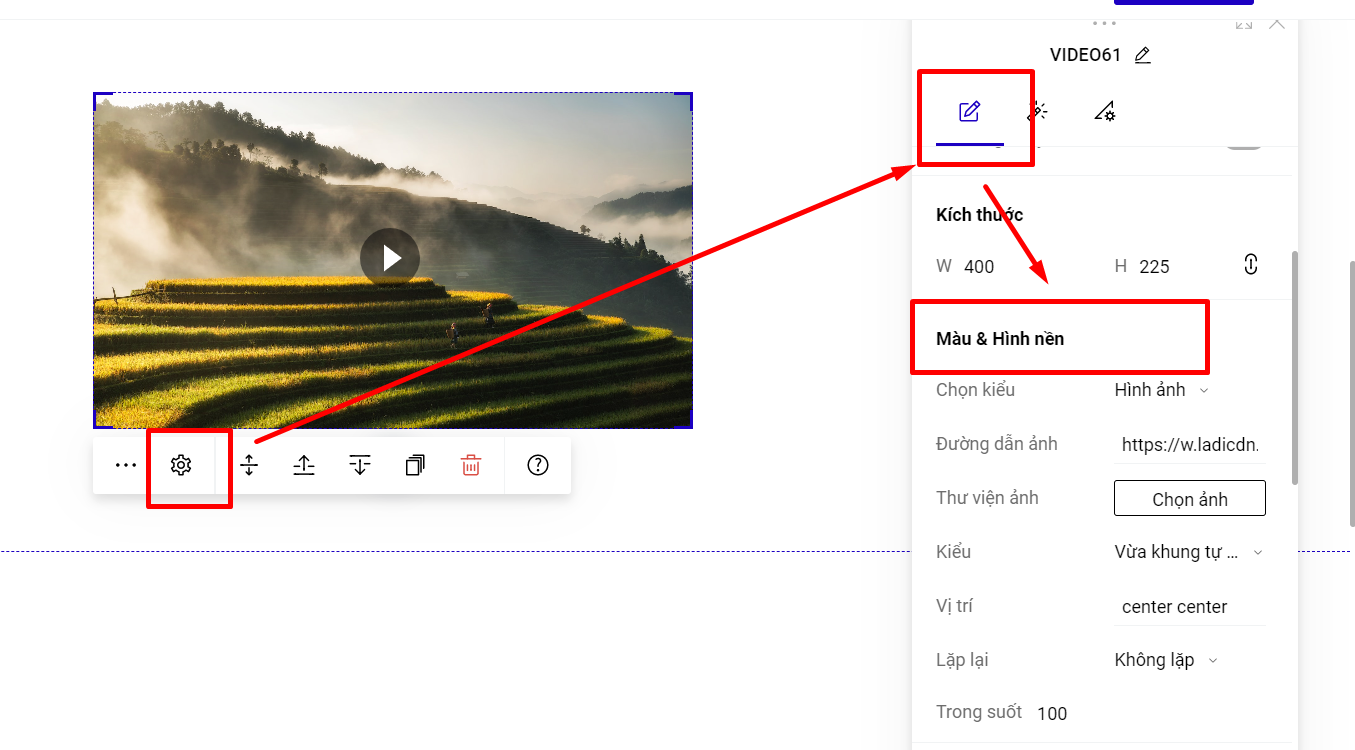 VIDEO61
Kích thước
W 400 H 225
Màu & Hình nền
Chọn kiểu Hình ảnh
Đường dẫn ảnh https://w.ladicdn.
Thư viện ảnh Chọn ảnh
Kiểu Vừa khung tự ...
Vị trí center center
Lặp lại Không lặp
Trong suốt 100